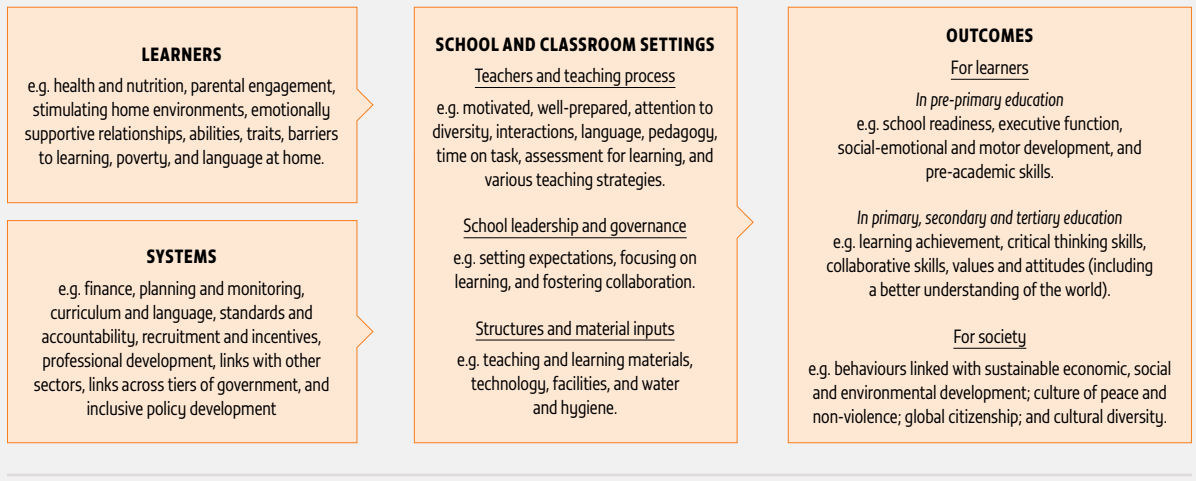 LEARNERS
e.g. health and nutrition, parental engagement,
stimulating home environments, emotionally
supportive relationships, abilities, traits, barriers
to learning, poverty, and language at home.
SYSTEMS
e.g. finance, planning and monitoring,
curriculum and language, standards and
accountability, recruitment and incentives,
professional development, links with other
sectors, links across tiers of government, and
inclusive policy development
SCHOOL AND CLASSROOM SETTINGS
Teachers and teaching process
e.g. motivated, well-prepared, attention to
diversity, interactions, language, pedagogy,
time on task, assessment for learning, and
various teaching strategies.
School leadership and governance
e.g. setting expectations, focusing on
learning, and fostering collaboration.
Structures and material inputs
e.g. teaching and learning materials,
technology, facilities, and water
and hygiene.
OUTCOMES
For learners
In pre-primary education
e.g. school readiness, executive function,
social-emotional and motor development, and
pre-academic skills.
In primary, secondary and tertiary education
e.g. learning achievement, critical thinking skills,
collaborative skills, values and attitudes (including
a better understanding of the world).
For society
e.g. behaviours linked with sustainable economic, social
and environmental development; culture of peace and
non-violence; global citizenship; and cultural diversity.